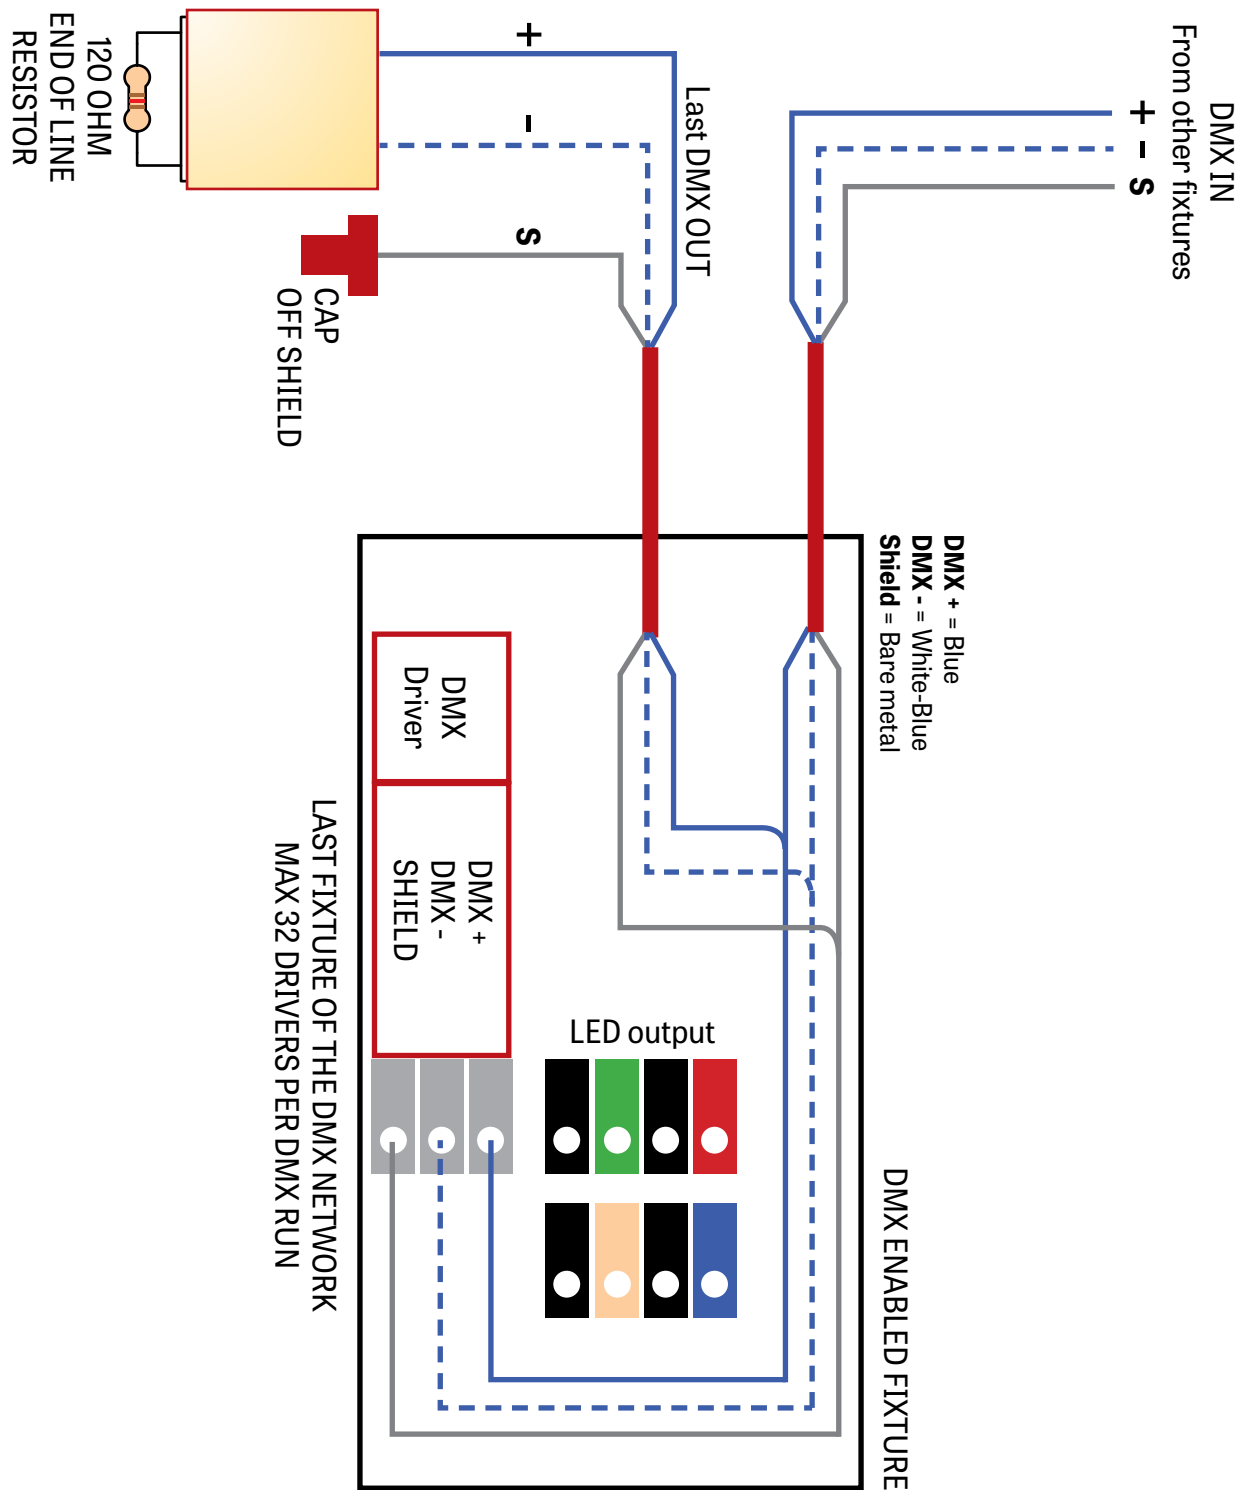 DMX IN
From other fixtures
+
-
S
Last DMX OUT
+
-
S
120 OHM
END OF LINE
RESISTOR
CAP
OFF SHIELD
DMX + = Blue
DMX - = White-Blue
Shield = Bare metal
DMX
Driver
DMX +
DMX -
SHIELD
LED output
DMX ENABLED FIXTURE
LAST FIXTURE OF THE DMX NETWORK
MAX 32 DRIVERS PER DMX RUN